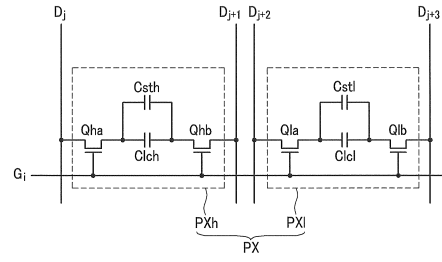 Dj Dj+1 Dj+2 Dj+3
Csth Cstl
Qha Qhb Qla Qlb
Clch Clcl
Gi
PXh PXl
PX